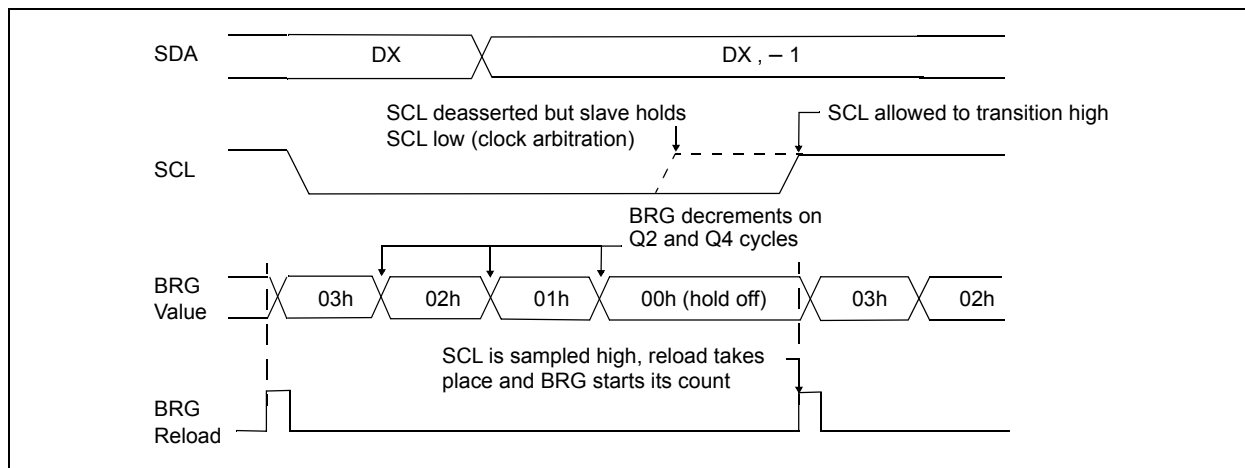 SDA
DX
DX , – 1
SCL deasserted but slave holds
SCL low (clock arbitration)
SCL allowed to transition high
SCL
BRG decrements on
Q2 and Q4 cycles
BRG
Value
03h
02h
01h
00h (hold off)
03h
02h
SCL is sampled high, reload takes
place and BRG starts its count
BRG
Reload